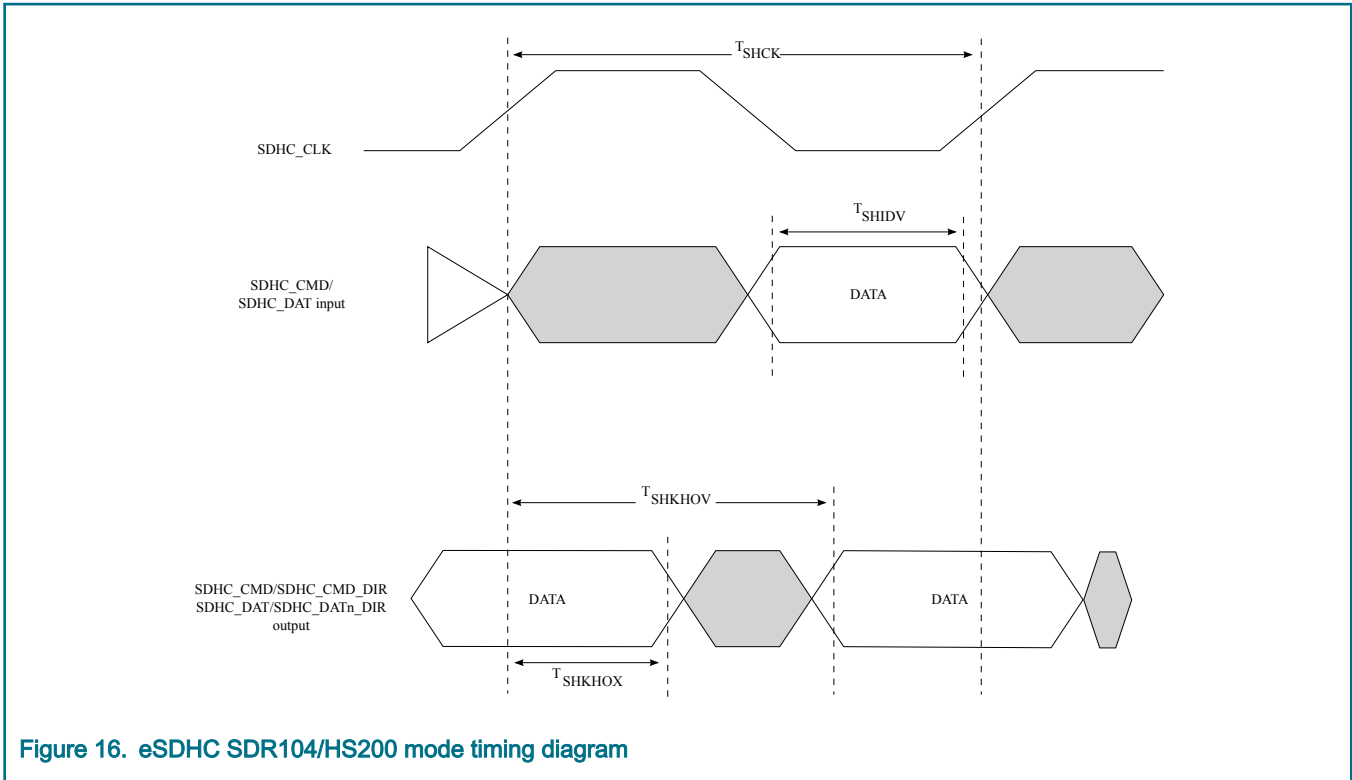 TSHCK
SDHC_CLK
TSHIDV
SDHC_CMD/
SDHC_DAT input
DATA
TSHKHOV
SDHC_CMD/SDHC_CMD_DIR
SDHC_DAT/SDHC_DATn_DIR
output
DATA
DATA
TSHKHOX
Figure 16. eSDHC SDR104/HS200 mode timing diagram